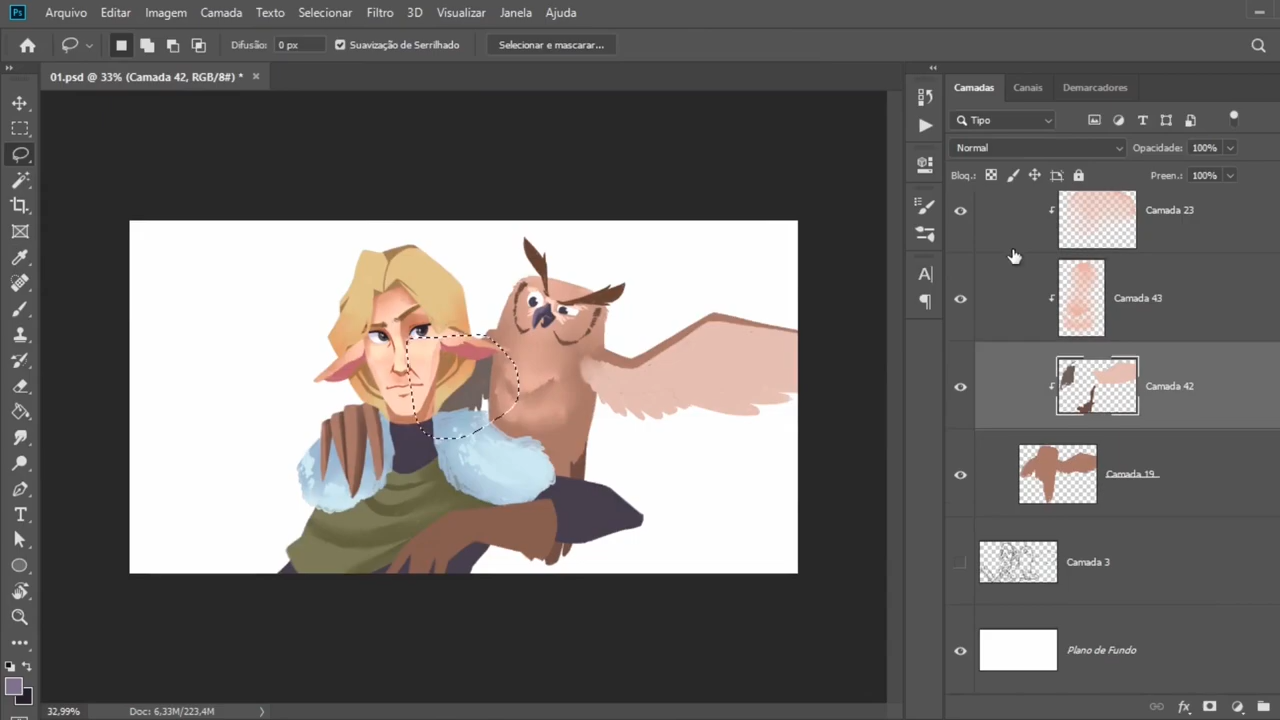 Ps Arquivo Editar Imagem Camada Texto Selecionar Filtro 3D Visualizar Janela Ajuda
Difusão: 0 px Suavização de Serrilhado Selecionar e mascarar...
01.psd @ 33% (Camada 42, RGB/8#) *
Camadas Canais Demarcadores
Tipo
Normal Opacidade: 100%
Bloq.: Preen.: 100%
Camada 23
Camada 43
Camada 42
Camada 19
Camada 3
Plano de Fundo
32,99% Doc: 6,33M/223,4M
fx